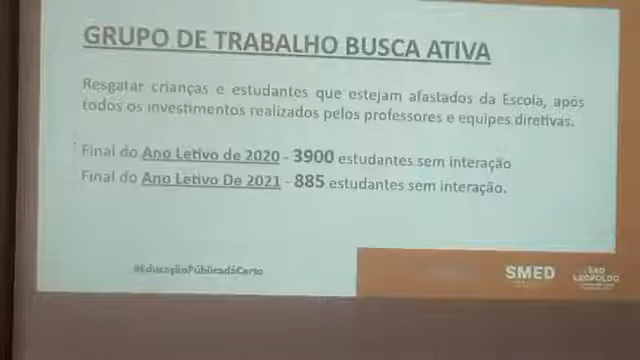 GRUPO DE TRABALHO BUSCA ATIVA
Resgatar crianças e estudantes que estejam afastados da Escola, após
todos os investimentos realizados pelos professores e equipes diretivas.
Final do Ano Letivo de 2020 - 3900 estudantes sem interação
Final do Ano Letivo De 2021 - 885 estudantes sem interação.
#EducaçãoPúblicadáCerto
SMED
SÃO
LEOPOLDO